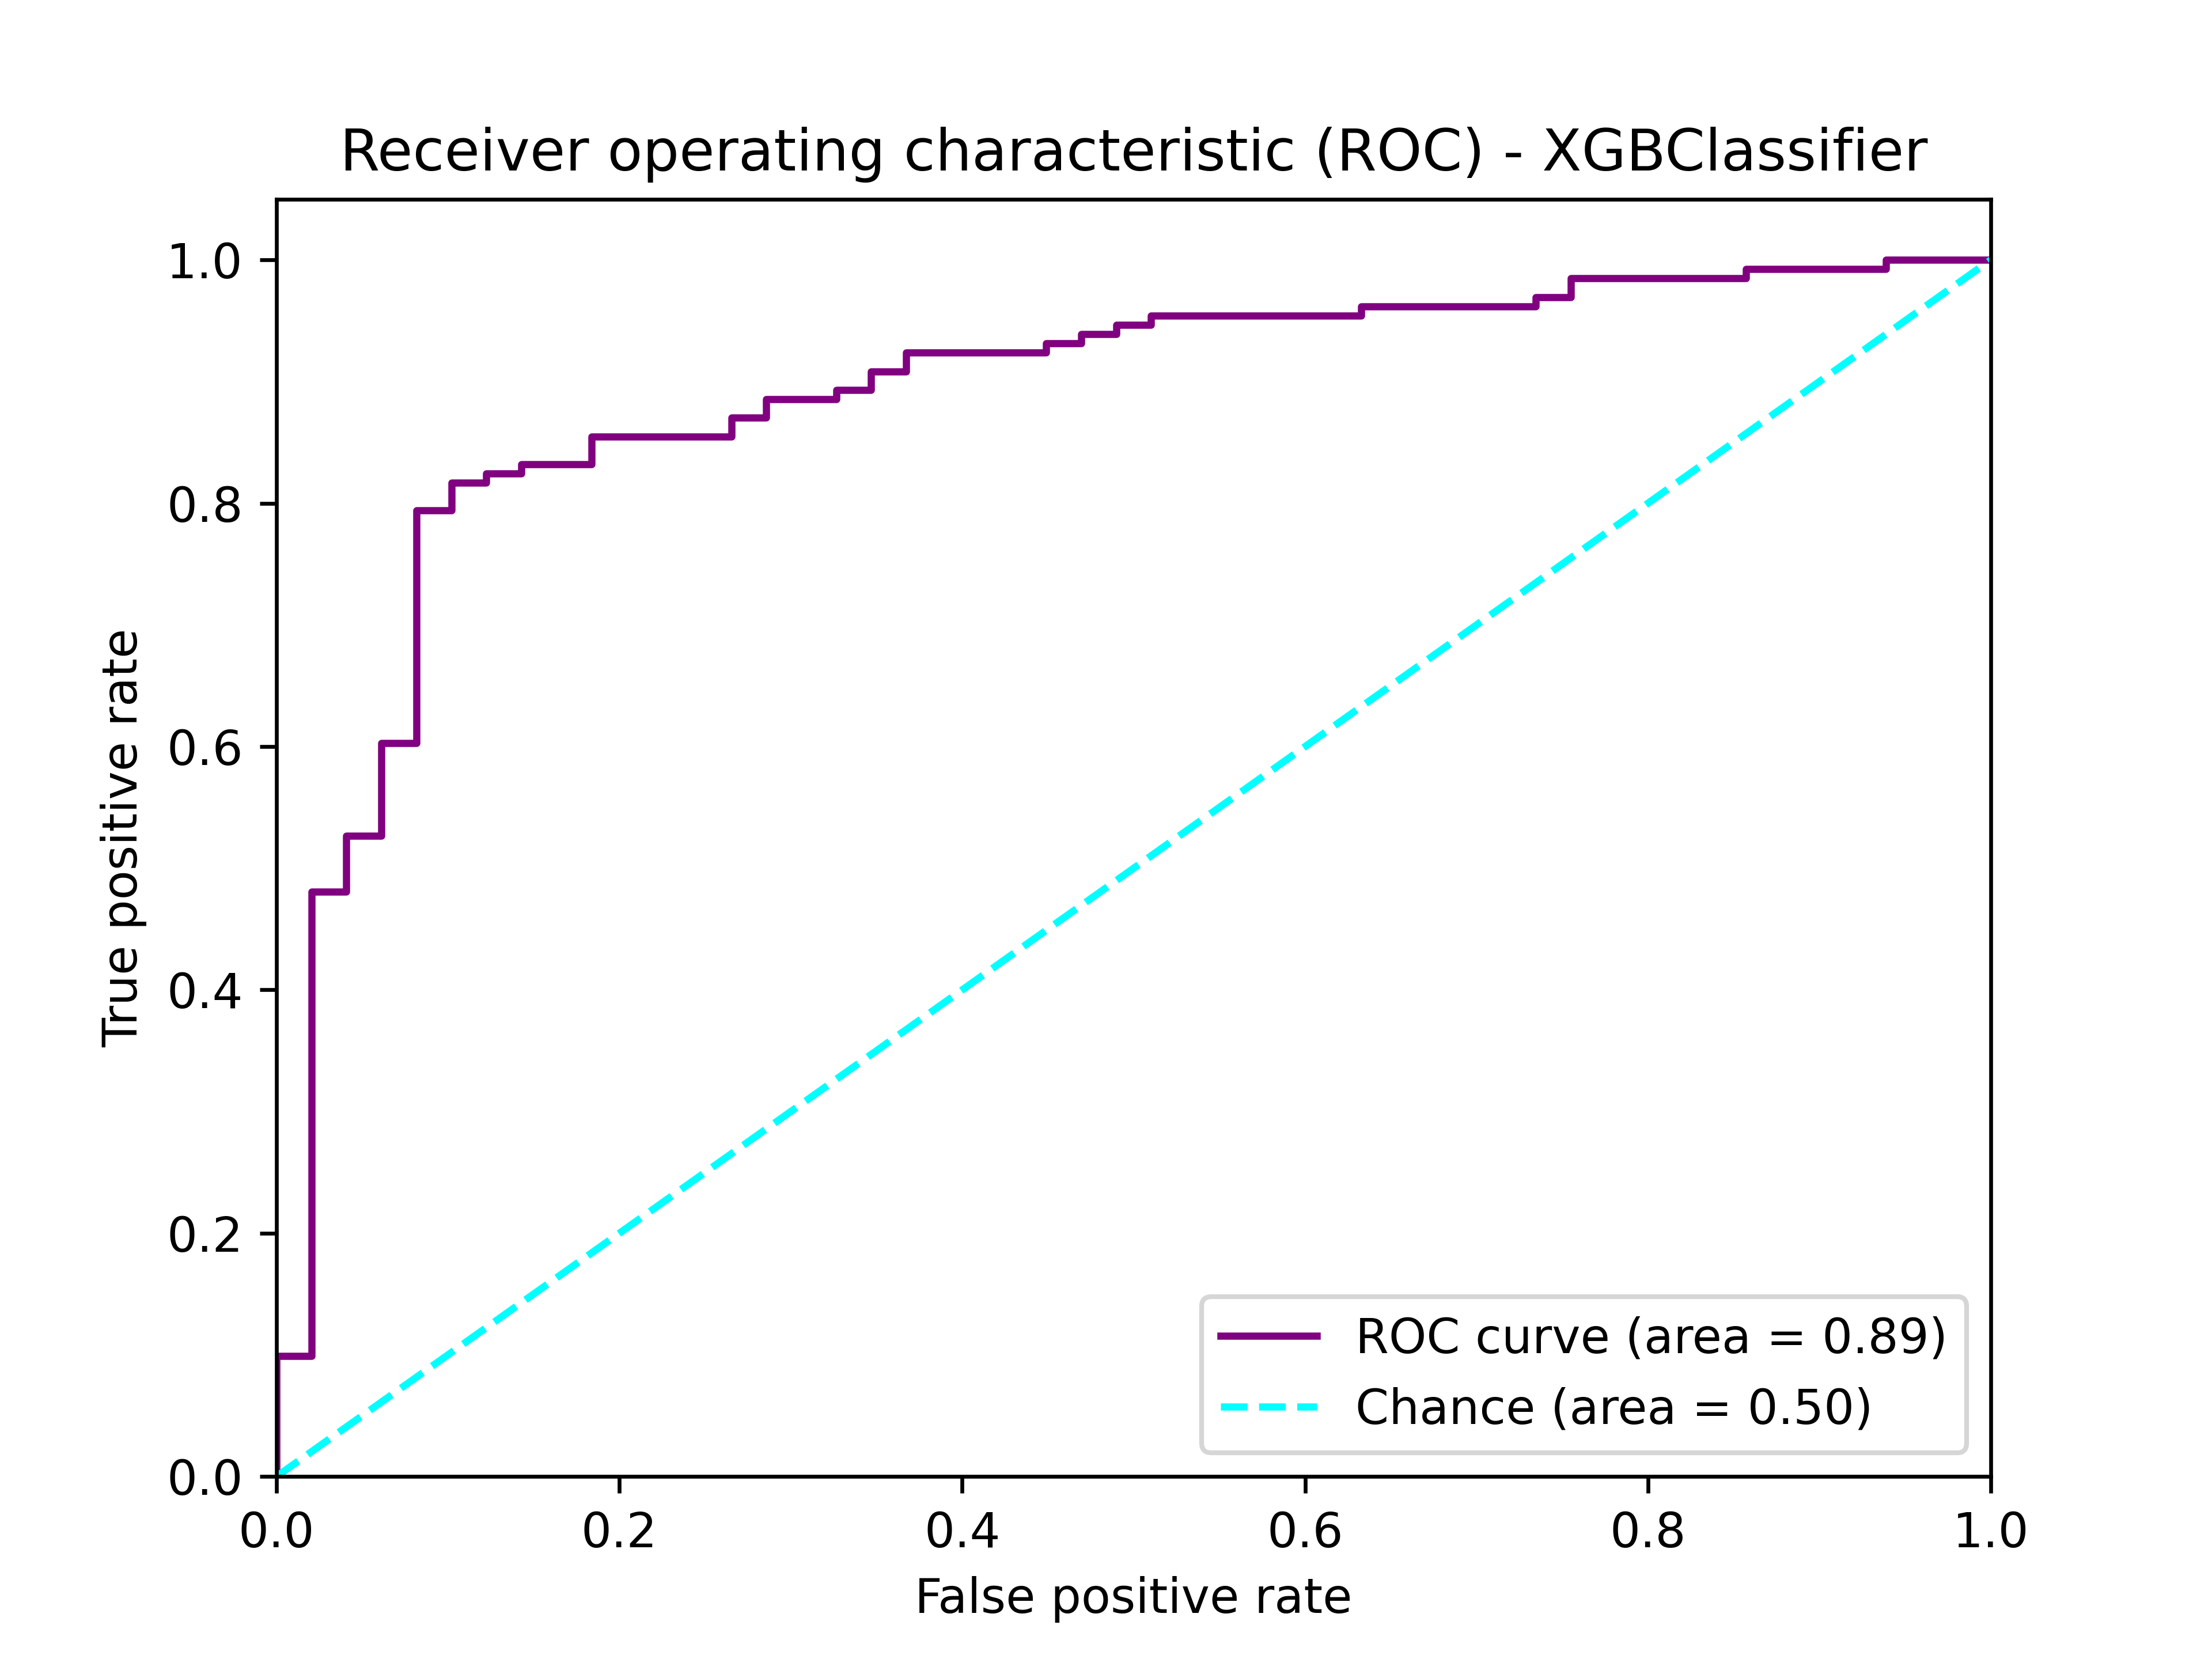 Receiver operating characteristic (ROC) - XGBClassifier
1.0
0.8
0.6
0.4
0.2
0.0
True positive rate
0.0 0.2 0.4 0.6 0.8 1.0
False positive rate
ROC curve (area = 0.89)
Chance (area = 0.50)